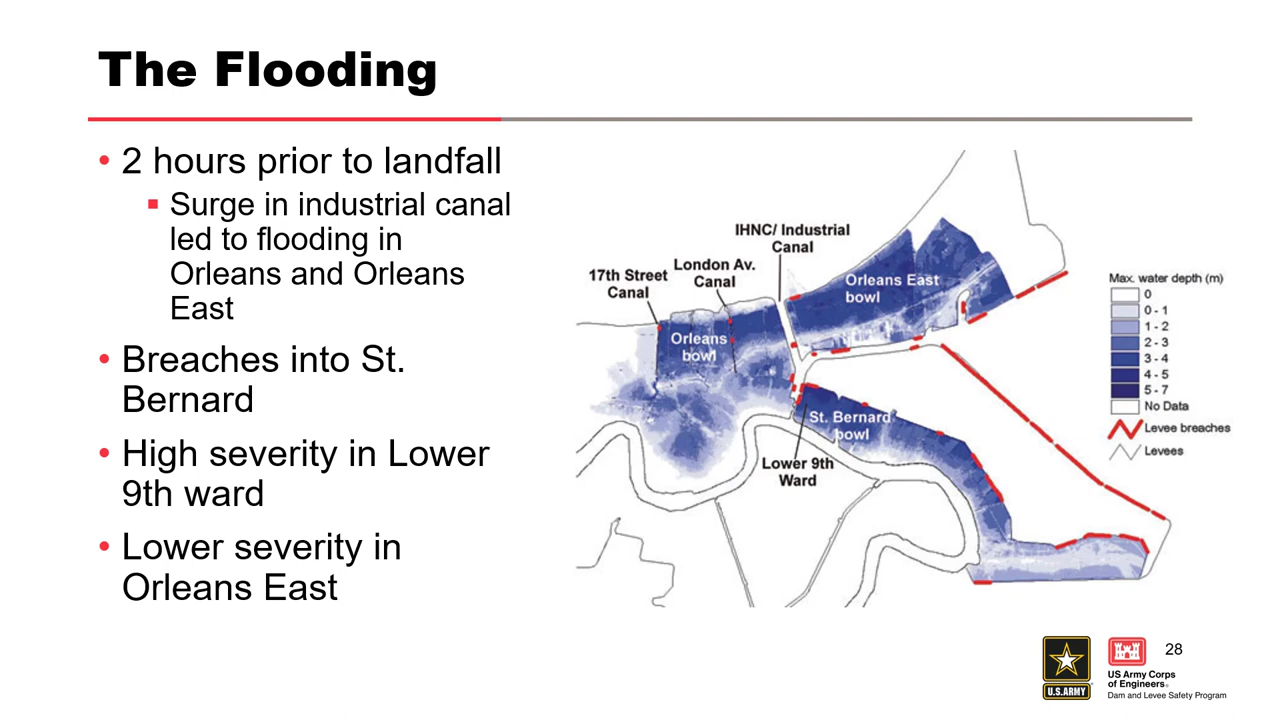 The Flooding
• 2 hours prior to landfall
▪ Surge in industrial canal
led to flooding in
Orleans and Orleans
East
• Breaches into St.
Bernard
• High severity in Lower
9th ward
• Lower severity in
Orleans East
IHNC/ Industrial
Canal
London Av.
Canal
17th Street
Canal
Orleans East
bowl
Orleans
bowl
St. Bernard
bowl
Lower 9th
Ward
Max. water depth (m)
0
0 - 1
1 - 2
2 - 3
3 - 4
4 - 5
5 - 7
No Data
Levee breaches
Levees
U.S.ARMY
US Army Corps
of Engineers®
Dam and Levee Safety Program
28